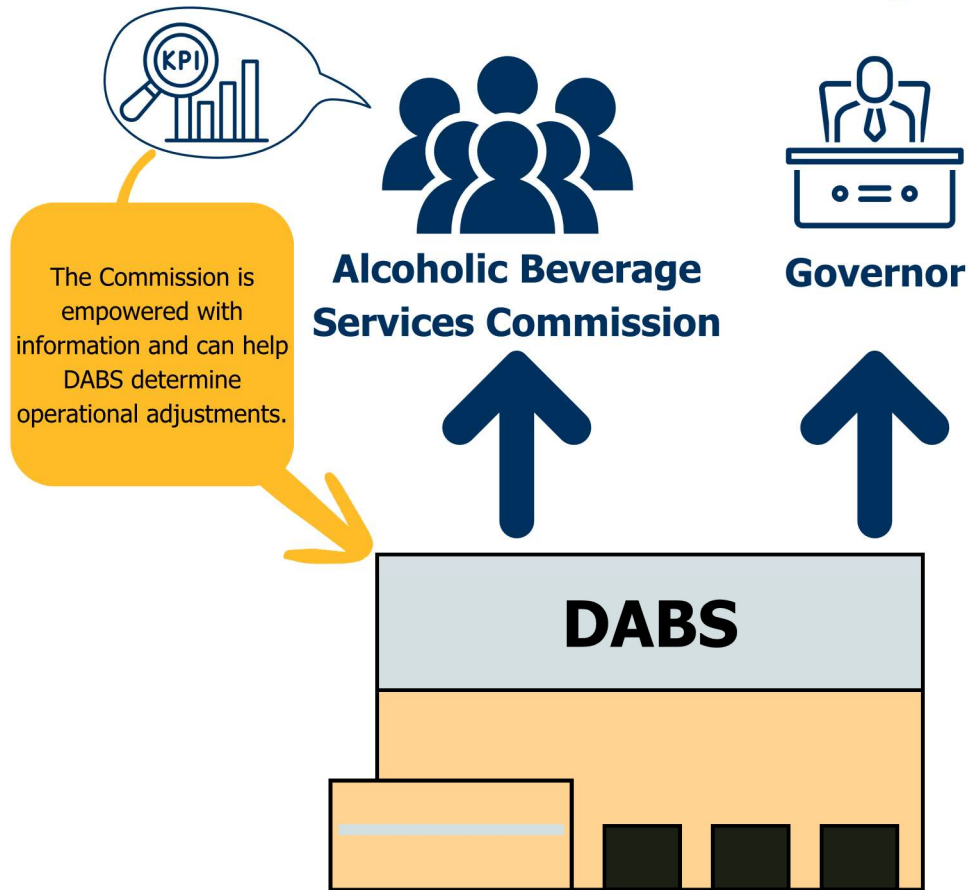 KPI
Alcoholic Beverage
Services Commission
Governor
The Commission is
empowered with
information and can help
DABS determine
operational adjustments.
DABS